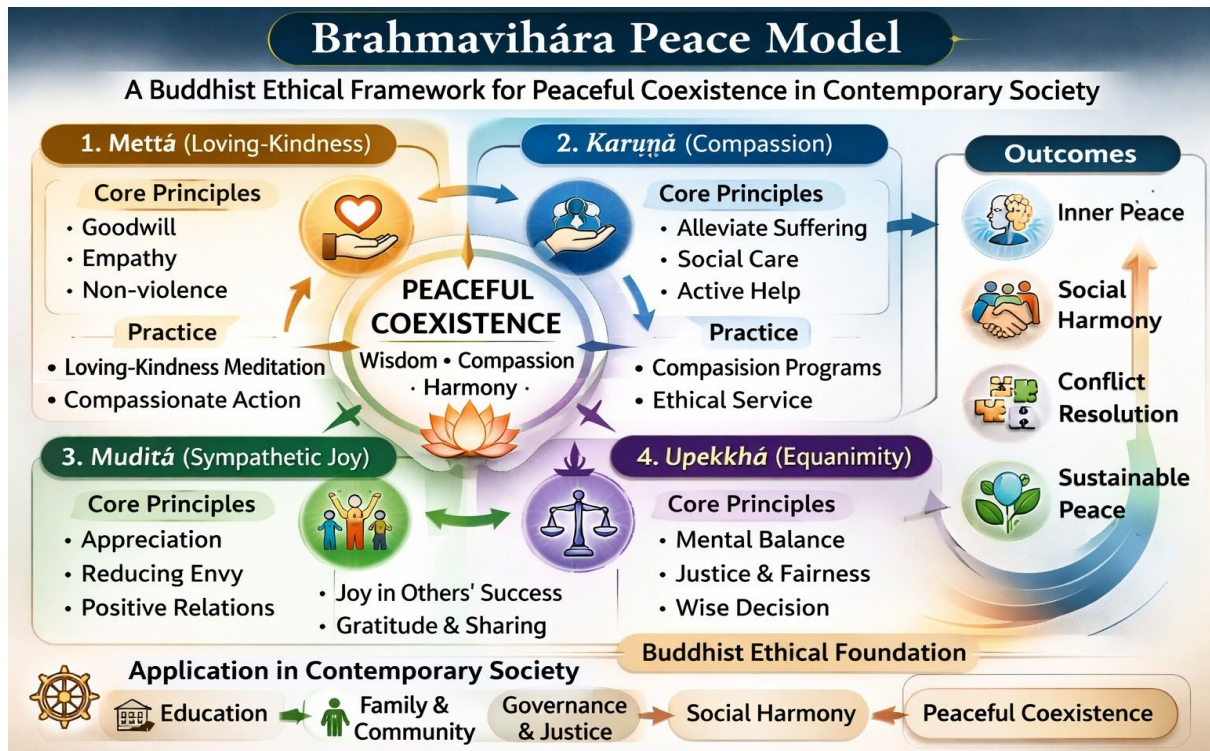 Brahmavihára Peace Model
A Buddhist Ethical Framework for Peaceful Coexistence in Contemporary Society
1. Mettá (Loving-Kindness)
Core Principles
· Goodwill
· Empathy
· Non-violence
Practice
• Loving-Kindness Meditation
• Compassionate Action
2. Karuṇǎ (Compassion)
Core Principles
· Alleviate Suffering
· Social Care
· Active Help
Practice
• Compasision Programs
• Ethical Service
PEACEFUL
COEXISTENCE
Wisdom • Compassion
· Harmony ·
3. Muditá (Sympathetic Joy)
Core Principles
· Appreciation
· Reducing Envy
· Positive Relations
· Joy in Others' Success
· Gratitude & Sharing
4. Upekkhá (Equanimity)
Core Principles
· Mental Balance
· Justice & Fairness
· Wise Decision
Outcomes
Inner Peace
Social
Harmony
Conflict
Resolution
Sustainable
Peace
Buddhist Ethical Foundation
Application in Contemporary Society
Education
Family &
Community
Governance
& Justice
Social Harmony
Peaceful Coexistence